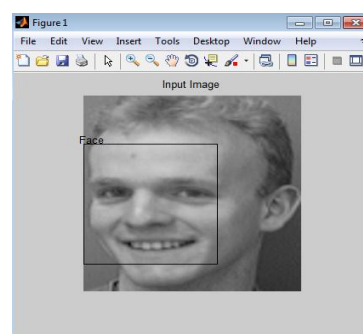 Figure 1
File Edit View Insert Tools Desktop Window Help
Input Image
Face